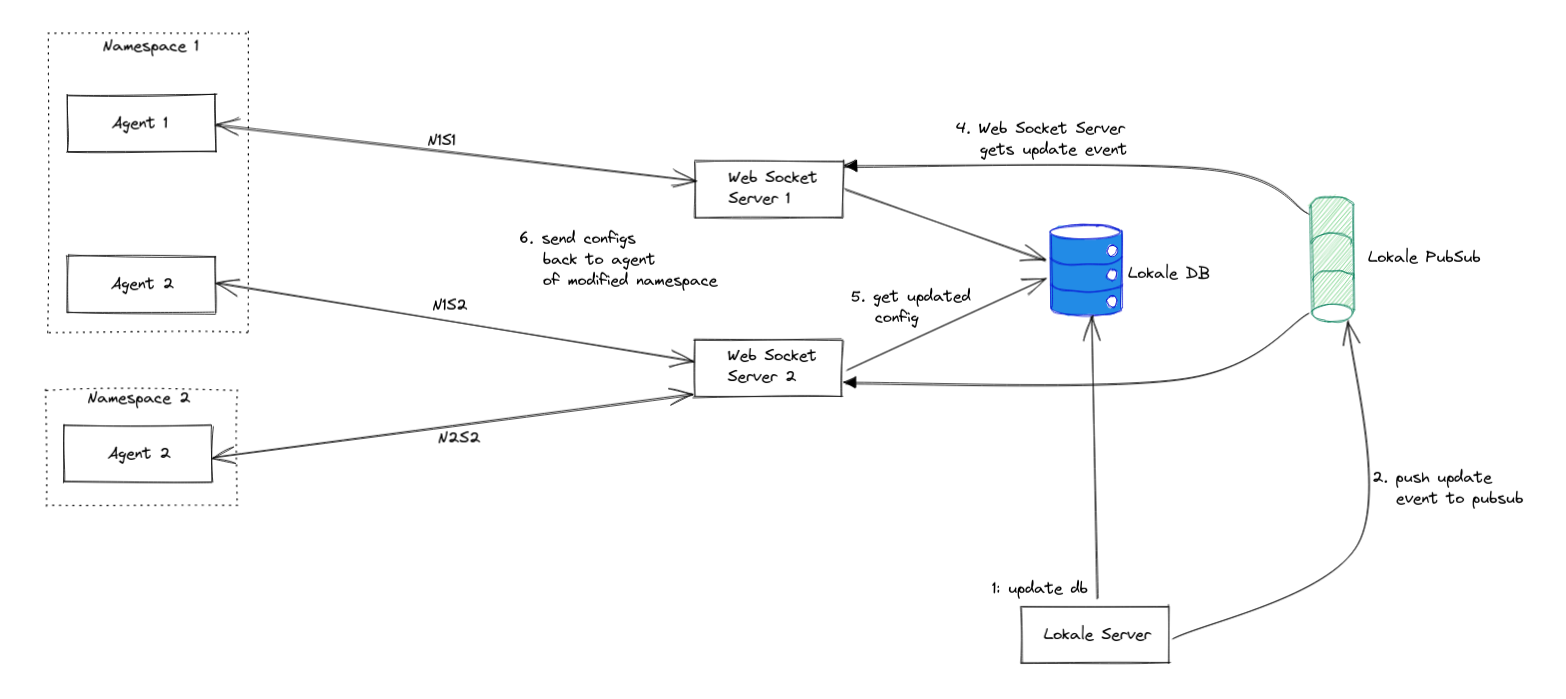 Namespace 1
Agent 1
N1S1
4. Web Socket Server
gets update event
Web Socket
Server 1
6. send configs
back to agent
of modified namespace
Lokale DB
Lokale PubSub
Agent 2
N1S2
5. get updated
config
Web Socket
Server 2
Namespace 2
Agent 2
N2S2
2. push update
event to pubsub
1: update db
Lokale Server